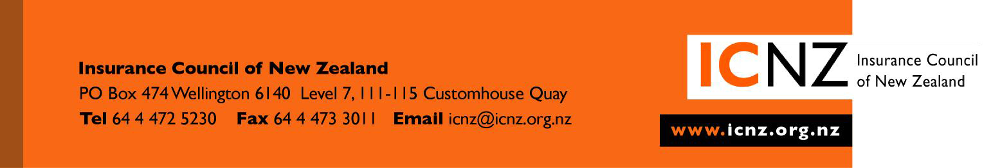 Insurance Council of New Zealand
PO Box 474 Wellington 6140  Level 7, 111-115 Customhouse Quay
Tel 64 4 472 5230  Fax 64 4 473 3011  Email icnz@icnz.org.nz
ICNZ
Insurance Council
of New Zealand
www.icnz.org.nz